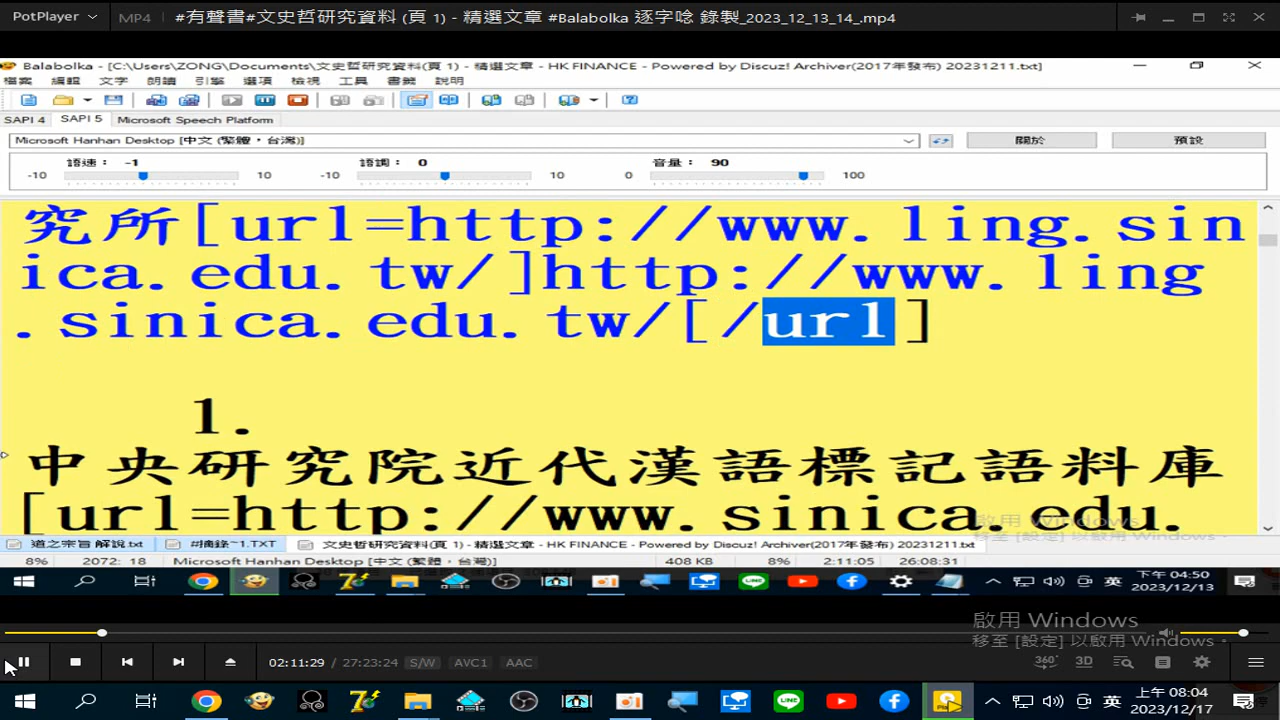 PotPlayer
MP4
#有聲書#文史哲研究資料 (頁 1) - 精選文章 #Balabolka 逐字唸 錄製_2023_12_13_14_.mp4
Balabolka - [C:\Users\ZONG\Documents\文史哲研究資料(頁 1) - 精選文章 - HK FINANCE - Powered by Discuz! Archiver(2017年發布) 20231211.txt]
檔案 編輯 文字 朗讀 引擎 選項 檢視 工具 書籤 說明
SAPI 4 SAPI 5 Microsoft Speech Platform
Microsoft Hanhan Desktop [中文 (繁體，台灣)]
關於 預設
語速： -1 語調： 0 音量： 90
-10 10 -10 10 0 100
究所[url=http://www.ling.sin
ica.edu.tw/]http://www.ling
.sinica.edu.tw/[/url]
1.
中央研究院近代漢語標記語料庫
[url=http://www.sinica.edu.
啟用 Windows
移至 [設定] 以啟用 Windows。
道之宗旨 解說.txt #摘錄~1.TXT 文史哲研究資料(頁 1) - 精選文章 - HK FINANCE - Powered by Discuz! Archiver(2017年發布) 20231211.txt
8% 2072: 18 Microsoft Hanhan Desktop [中文 (繁體，台灣)] 408 KB 8% 2:11:05 26:08:31
英 下午 04:50
2023/12/13
啟用 Windows
移至 [設定] 以啟用 Windows。
02:11:29 / 27:23:24 S/W AVC1 AAC 360° 3D
英 上午 08:04
2023/12/17